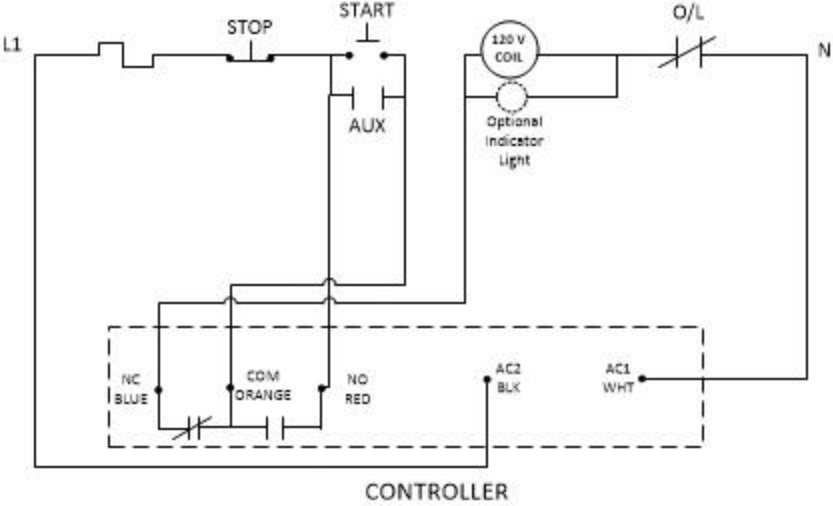 START
O/L
L1
STOP
120 V
COIL
N
AUX
Optional
Indicator
Light
NC
BLUE
COM
ORANGE
NO
RED
AC2
BLK
AC1
WHT
CONTROLLER